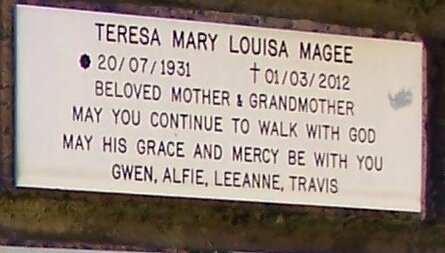 TERESA MARY LOUISA MAGEE
● 20/07/1931 † 01/03/2012
BELOVED MOTHER & GRANDMOTHER
MAY YOU CONTINUE TO WALK WITH GOD
MAY HIS GRACE AND MERCY BE WITH YOU
GWEN, ALFIE, LEEANNE, TRAVIS